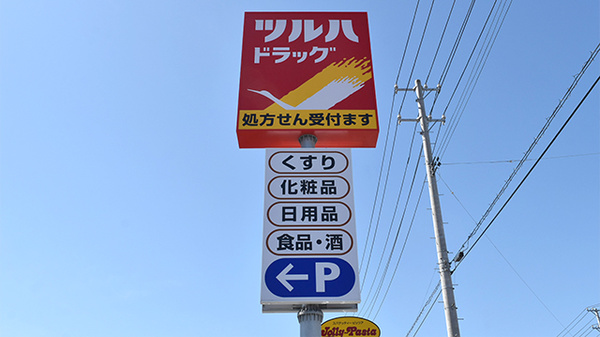 ツルハ
ドラッグ
処方せん受付ます
くすり
化粧品
日用品
食品・酒
←P
Jolly-Pasta